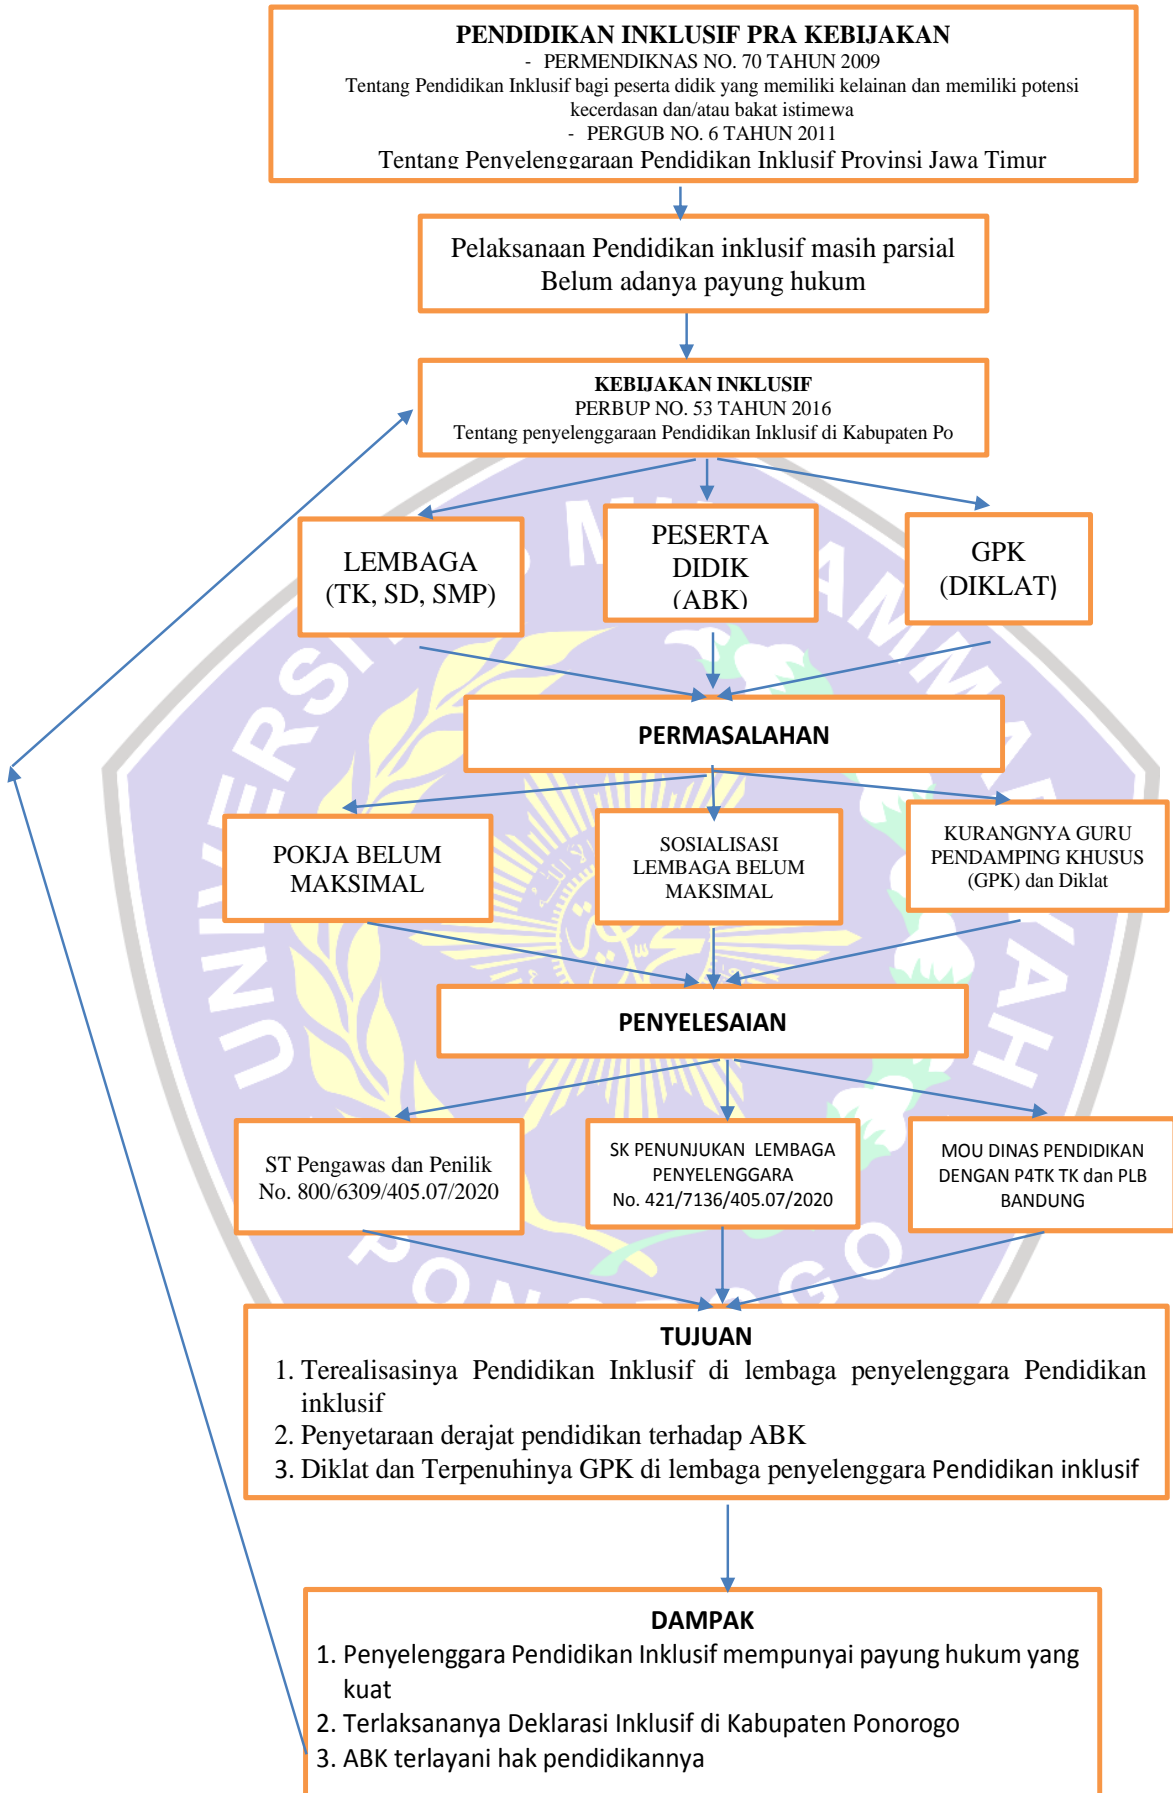 PENDIDIKAN INKLUSIF PRA KEBIJAKAN
- PERMENDIKNAS NO. 70 TAHUN 2009
Tentang Pendidikan Inklusif bagi peserta didik yang memiliki kelainan dan memiliki potensi
kecerdasan dan/atau bakat istimewa
- PERGUB NO. 6 TAHUN 2011
Tentang Penyelenggaraan Pendidikan Inklusif Provinsi Jawa Timur
Pelaksanaan Pendidikan inklusif masih parsial
Belum adanya payung hukum
KEBIJAKAN INKLUSIF
PERBUP NO. 53 TAHUN 2016
Tentang penyelenggaraan Pendidikan Inklusif di Kabupaten Po
LEMBAGA
(TK, SD, SMP)
PESERTA
DIDIK
(ABK)
GPK
(DIKLAT)
PERMASALAHAN
POKJA BELUM
MAKSIMAL
SOSIALISASI
LEMBAGA BELUM
MAKSIMAL
KURANGNYA GURU
PENDAMPING KHUSUS
(GPK) dan Diklat
PENYELESAIAN
ST Pengawas dan Penilik
No. 800/6309/405.07/2020
SK PENUNJUKAN LEMBAGA
PENYELENGGARA
No. 421/7136/405.07/2020
MOU DINAS PENDIDIKAN
DENGAN P4TK TK dan PLB
BANDUNG
TUJUAN
1. Terealisasinya Pendidikan Inklusif di lembaga penyelenggara Pendidikan
inklusif
2. Penyetaraan derajat pendidikan terhadap ABK
3. Diklat dan Terpenuhinya GPK di lembaga penyelenggara Pendidikan inklusif
DAMPAK
1. Penyelenggara Pendidikan Inklusif mempunyai payung hukum yang
kuat
2. Terlaksananya Deklarasi Inklusif di Kabupaten Ponorogo
3. ABK terlayani hak pendidikannya